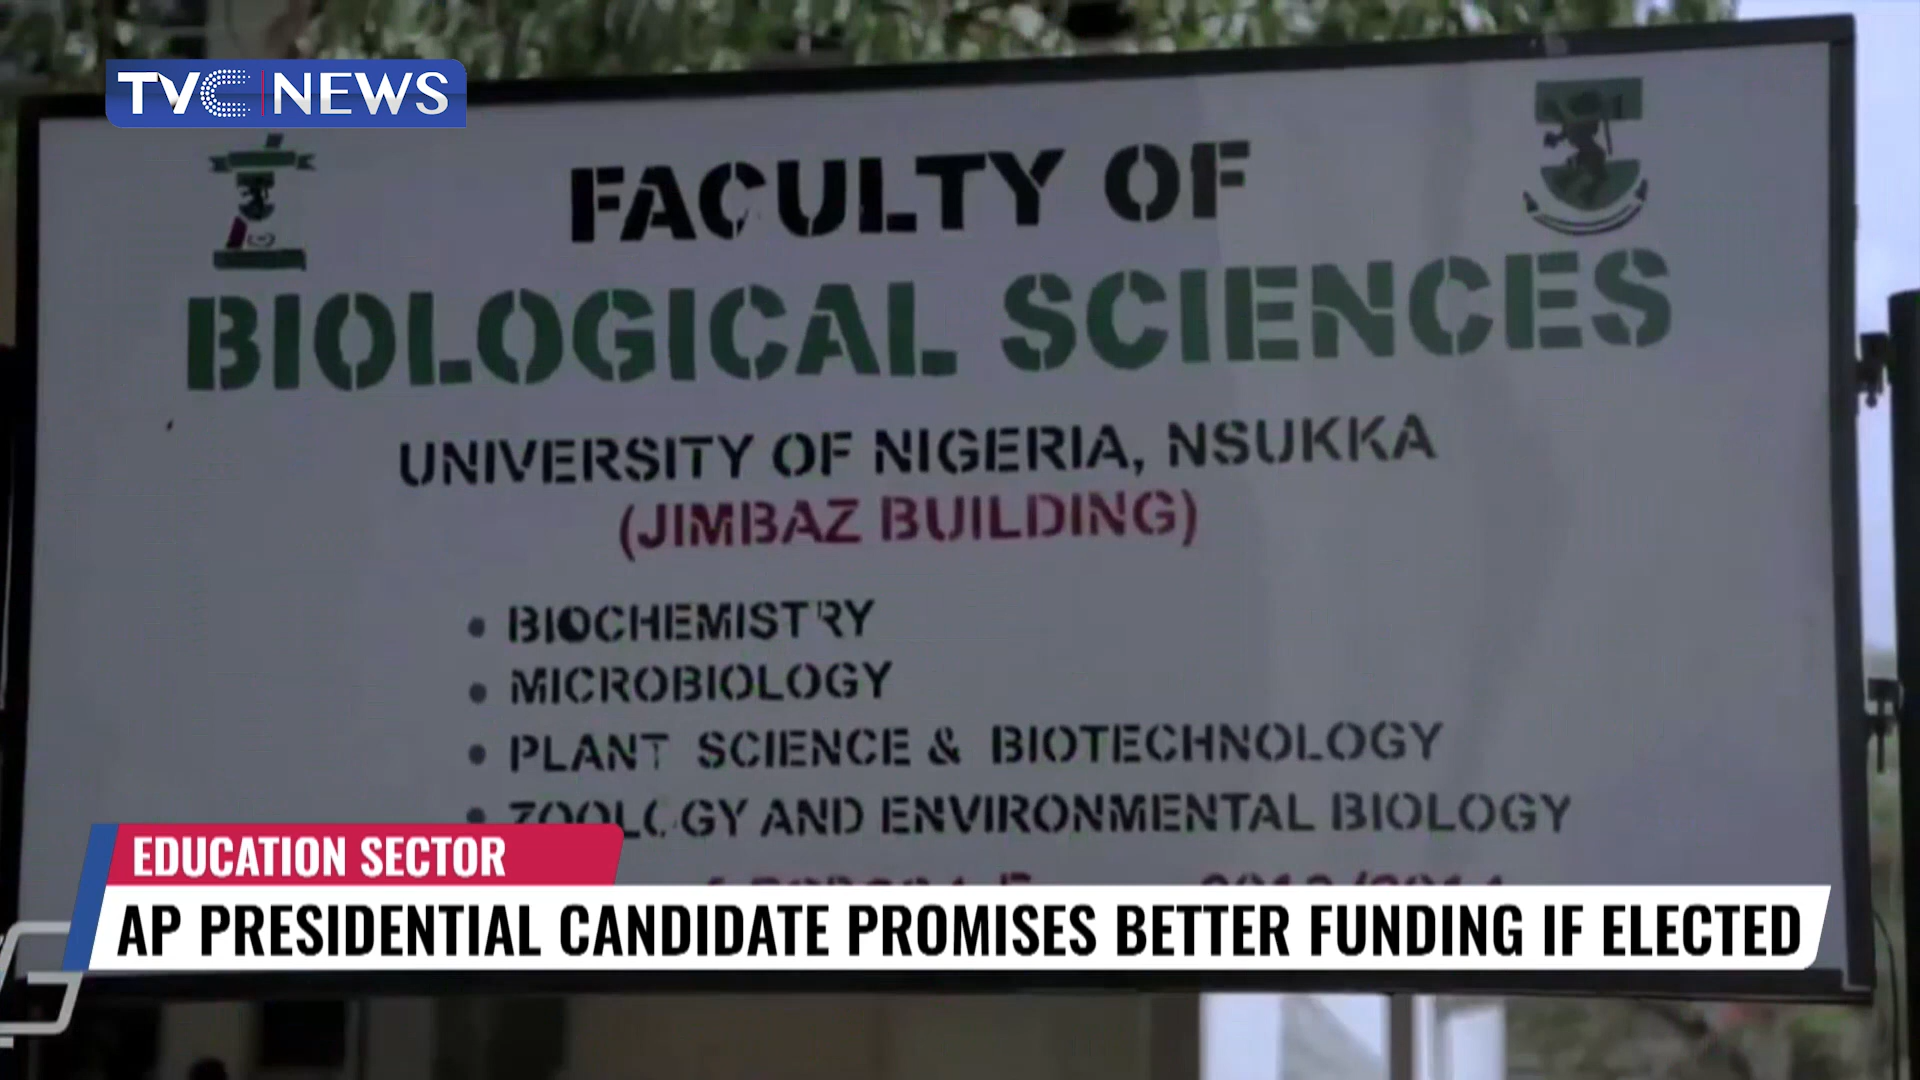 TVC NEWS
FACULTY OF
BIOLOGICAL SCIENCES
UNIVERSITY OF NIGERIA, NSUKKA
(JIMBAZ BUILDING)
• BIOCHEMISTRY
• MICROBIOLOGY
• PLANT SCIENCE & BIOTECHNOLOGY
• ZOOLOGY AND ENVIRONMENTAL BIOLOGY
EDUCATION SECTOR
AP PRESIDENTIAL CANDIDATE PROMISES BETTER FUNDING IF ELECTED